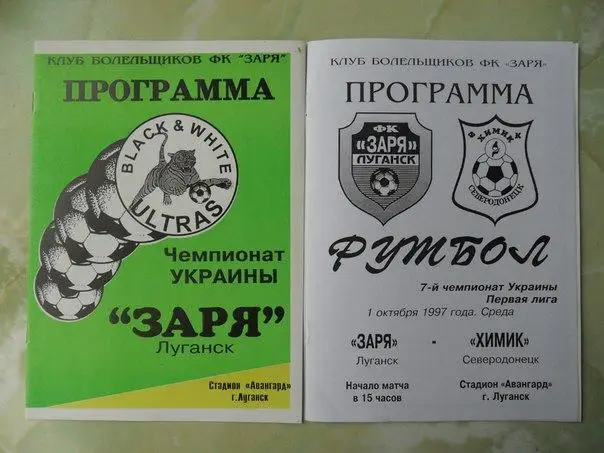 КЛУБ БОЛЕЛЬЩИКОВ ФК "ЗАРЯ"
ПРОГРАММА
BLACK & WHITE
ULTRAS
Чемпионат
УКРАИНЫ
"ЗАРЯ"
Луганск
Стадион «Авангард»
г.Луганск
КЛУБ БОЛЕЛЬЩИКОВ ФК «ЗАРЯ»
ПРОГРАММА
ФК
«ЗАРЯ»
ЛУГАНСК
ХИМИК
СЕВЕРОДОНЕЦК
ФУТБОЛ
7-й чемпионат Украины
Первая лига
1 октября 1997 года. Среда
«ЗАРЯ» - «ХИМИК»
Луганск Северодонецк
Начало матча Стадион «Авангард»
в 15 часов г. Луганск